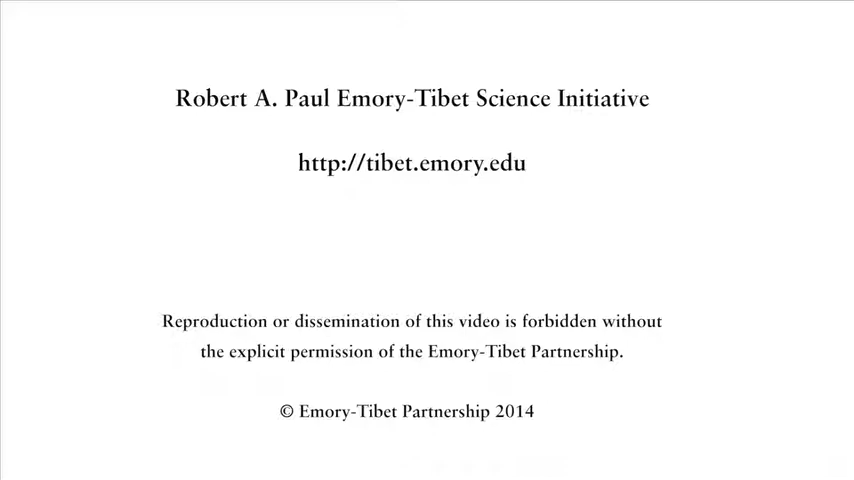 Robert A. Paul Emory-Tibet Science Initiative
http://tibet.emory.edu
Reproduction or dissemination of this video is forbidden without
the explicit permission of the Emory-Tibet Partnership.
© Emory-Tibet Partnership 2014